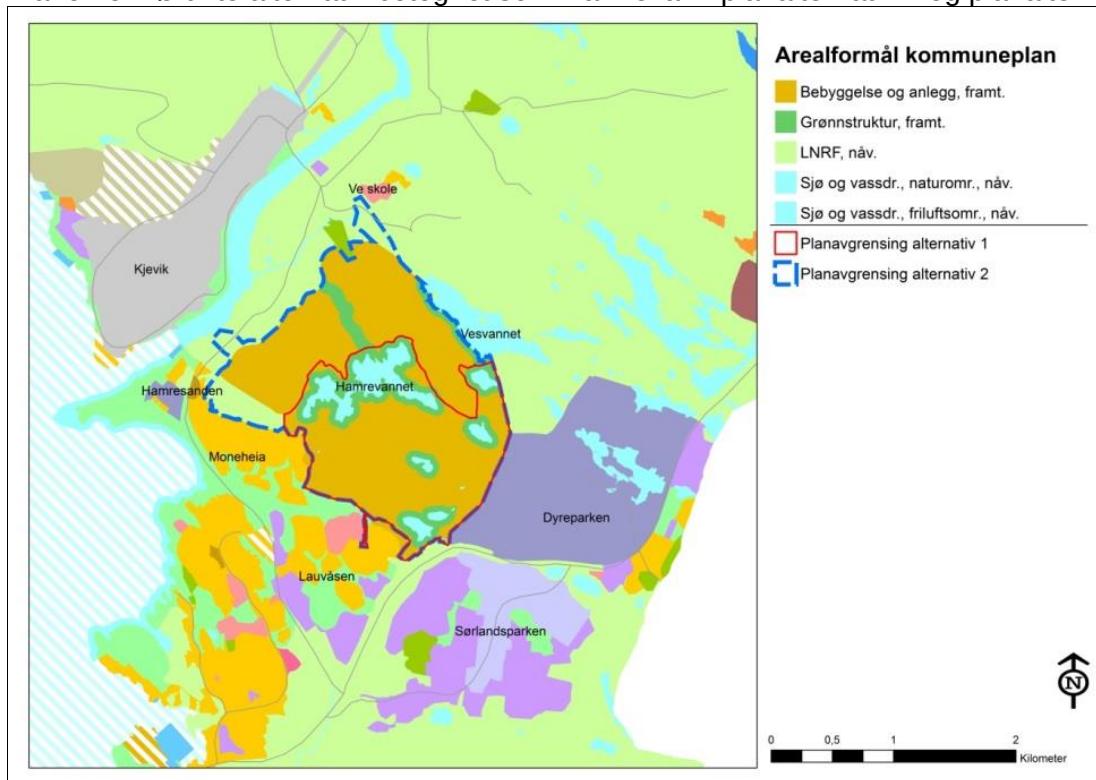 Arealformål kommuneplan
Bebyggelse og anlegg, framt.
Grønnstruktur, framt.
LNRF, nåv.
Sjø og vassdr., naturomr., nåv.
Sjø og vassdr., friluftsomr., nåv.
Planavgrensing alternativ 1
Planavgrensing alternativ 2
Ve skole
Kjevik
Vesvannet
Hamresanden
Hamrevannet
Moneheia
Dyreparken
Lauvåsen
Sørlandsparken
N
0 0,5 1 2
Kilometer